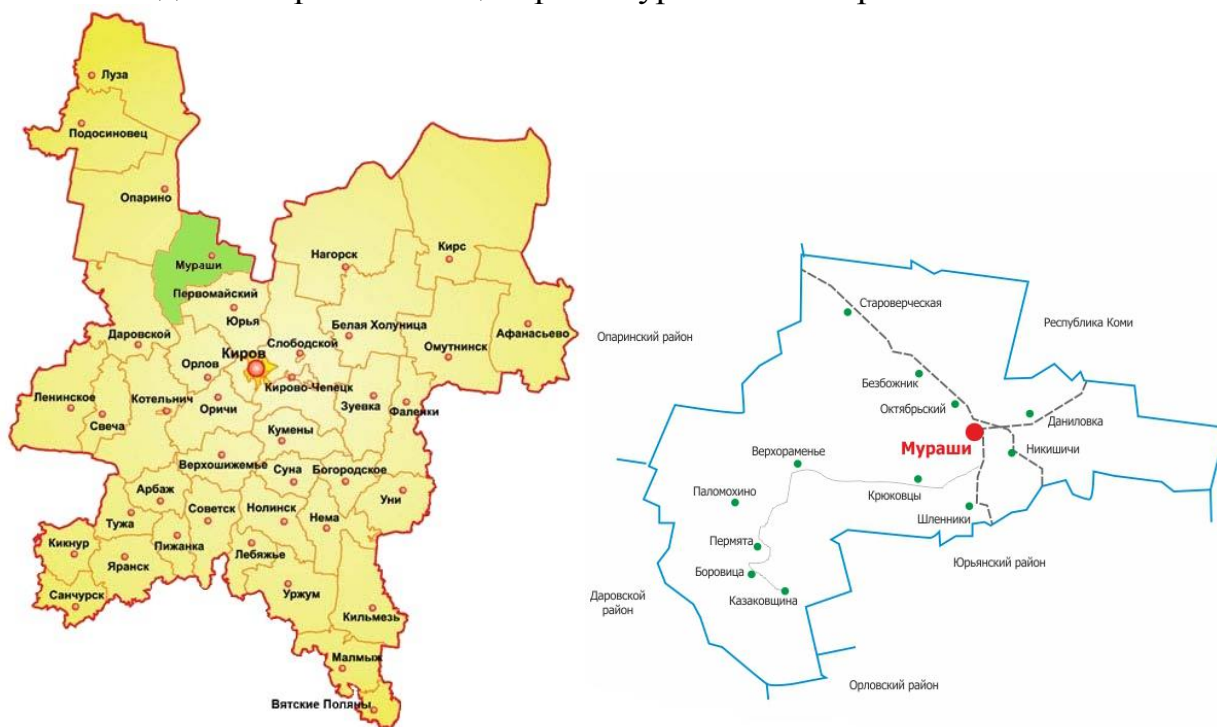 Луза
Подосиновец
Опарино
Мураши
Нагорск
Кирс
Первомайский
Юрья
Даровской
Белая Холуница
Афанасьево
Слободской
Омутнинск
Киров
Орлов
Кирово-Чепецк
Ленинское
Котельнич
Оричи
Зуевка
Фаленки
Свеча
Кумены
Верхошижемье
Суна
Богородское
Арбаж
Уни
Советск
Нолинск
Нема
Тужа
Кикнур
Пижанка
Лебяжье
Яранск
Уржум
Санчурск
Кильмезь
Малмыж
Вятские Поляны
Староверческая
Республика Коми
Опаринский район
Безбожник
Октябрьский
Даниловка
Мураши
Никишичи
Верхораменье
Крюковцы
Паломохино
Шленники
Пермята
Юрьянский район
Боровица
Даровской
район
Казаковщина
Орловский район